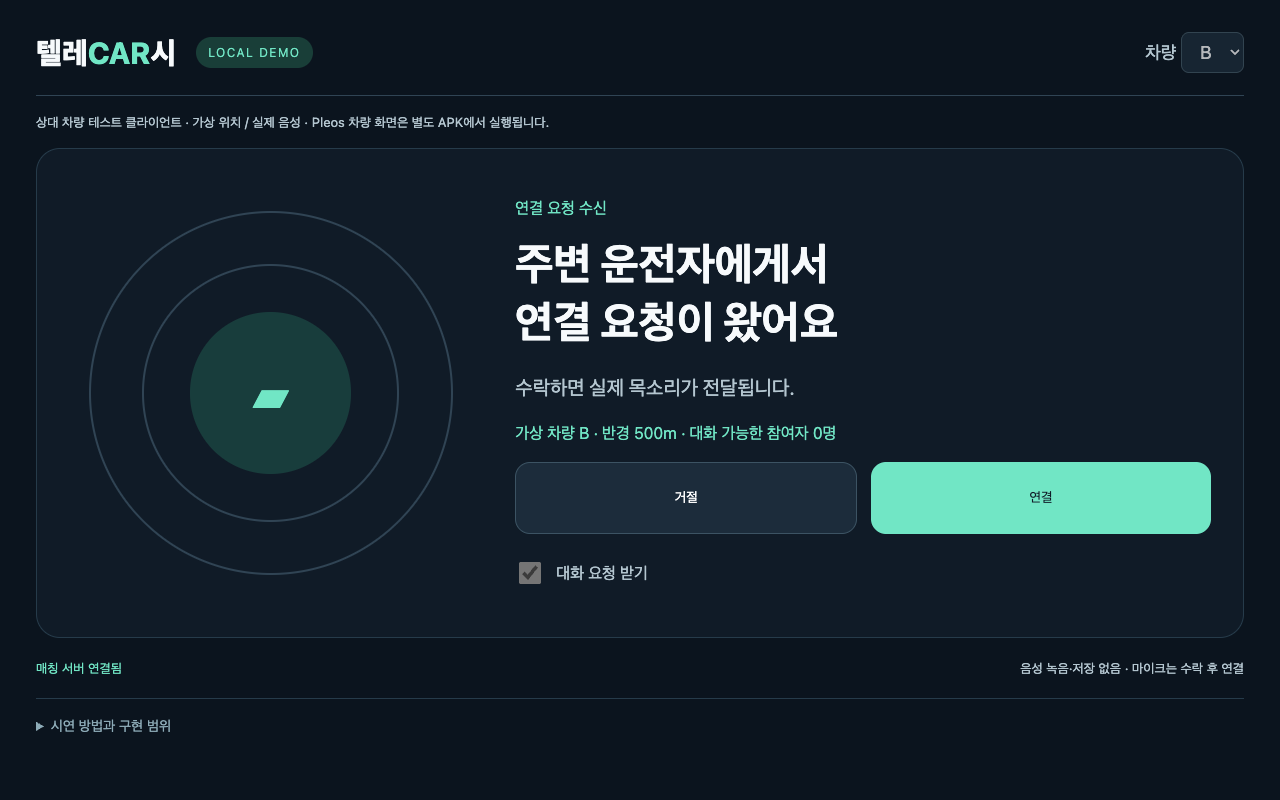 텔레CAR시
LOCAL DEMO
차량 B
상대 차량 테스트 클라이언트 · 가상 위치 / 실제 음성 · Pleos 차량 화면은 별도 APK에서 실행됩니다.
연결 요청 수신
주변 운전자에게서
연결 요청이 왔어요
수락하면 실제 목소리가 전달됩니다.
가상 차량 B · 반경 500m · 대화 가능한 참여자 0명
거절
연결
대화 요청 받기
매칭 서버 연결됨
음성 녹음·저장 없음 · 마이크는 수락 후 연결
시연 방법과 구현 범위